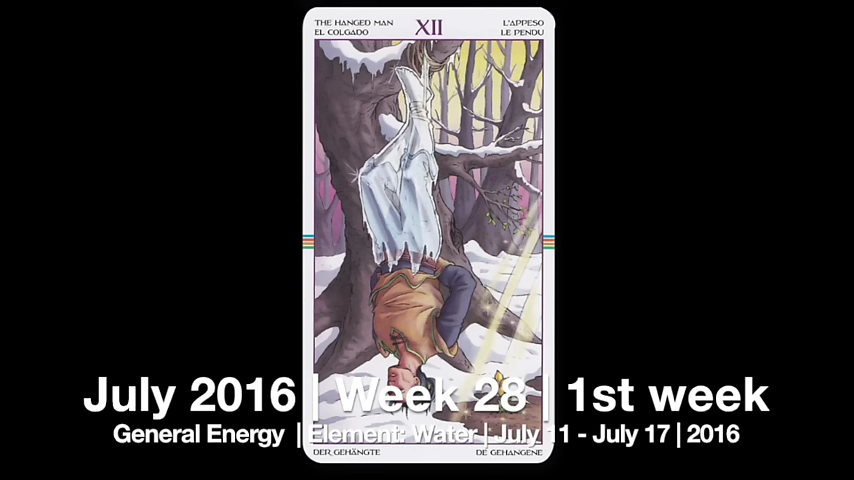 THE HANGED MAN XII L'APPESO
EL COLGADO LE PENDU
July 2016 | Week 28 | 1st week
General Energy | Element: Water | July 11 - July 17 | 2016
DER GEHÄNGTE DE GEHANGENE